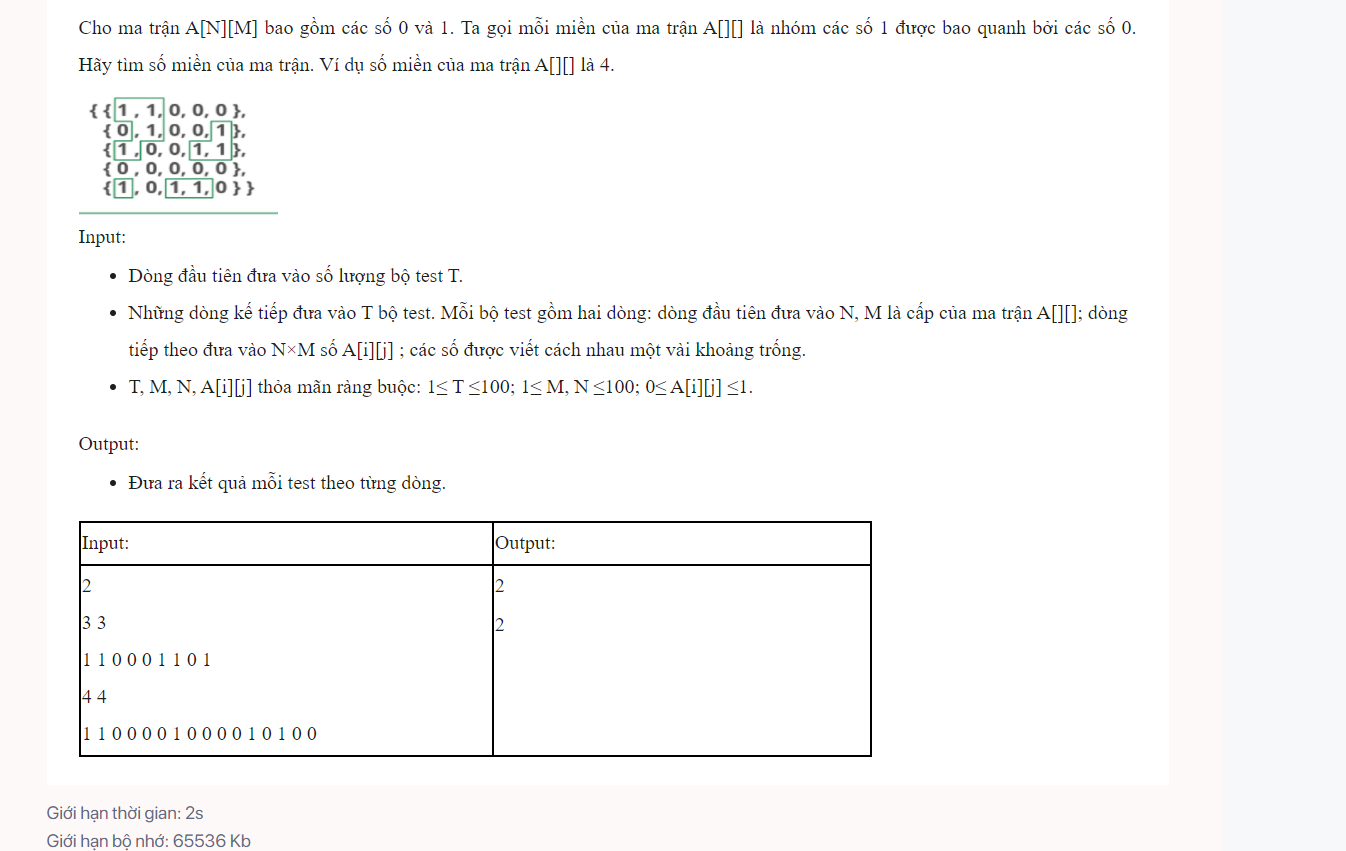 Cho ma trận A[N][M] bao gồm các số 0 và 1. Ta gọi mỗi miền của ma trận A[][] là nhóm các số 1 được bao quanh bởi các số 0.
Hãy tìm số miền của ma trận. Ví dụ số miền của ma trận A[][] là 4.
{ { 1 , 1, 0, 0, 0 },
{ 0, 1, 0, 0, 1 },
{ 1 , 0, 0, 1, 1 },
{ 0 , 0, 0, 0, 0 },
{ 1, 0, 1, 1, 0 } }
Input:
• Dòng đầu tiên đưa vào số lượng bộ test T.
• Những dòng kế tiếp đưa vào T bộ test. Mỗi bộ test gồm hai dòng: dòng đầu tiên đưa vào N, M là cấp của ma trận A[][]; dòng
tiếp theo đưa vào N×M số A[i][j] ; các số được viết cách nhau một vài khoảng trống.
• T, M, N, A[i][j] thỏa mãn ràng buộc: 1≤ T ≤100; 1≤ M, N ≤100; 0≤ A[i][j] ≤1.
Output:
• Đưa ra kết quả mỗi test theo từng dòng.
Input: Output:
2 2
3 3 2
1 1 0 0 0 1 1 0 1
4 4
1 1 0 0 0 0 1 0 0 0 0 1 0 1 0 0
Giới hạn thời gian: 2s
Giới hạn bộ nhớ: 65536 Kb